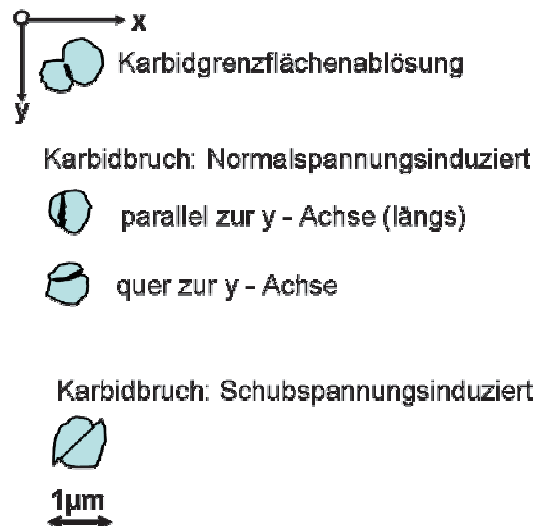 x
y
Karbidgrenzflächenablösung
Karbidbruch: Normalspannungsinduziert
parallel zur y - Achse (längs)
quer zur y - Achse
Karbidbruch: Schubspannungsinduziert
1µm